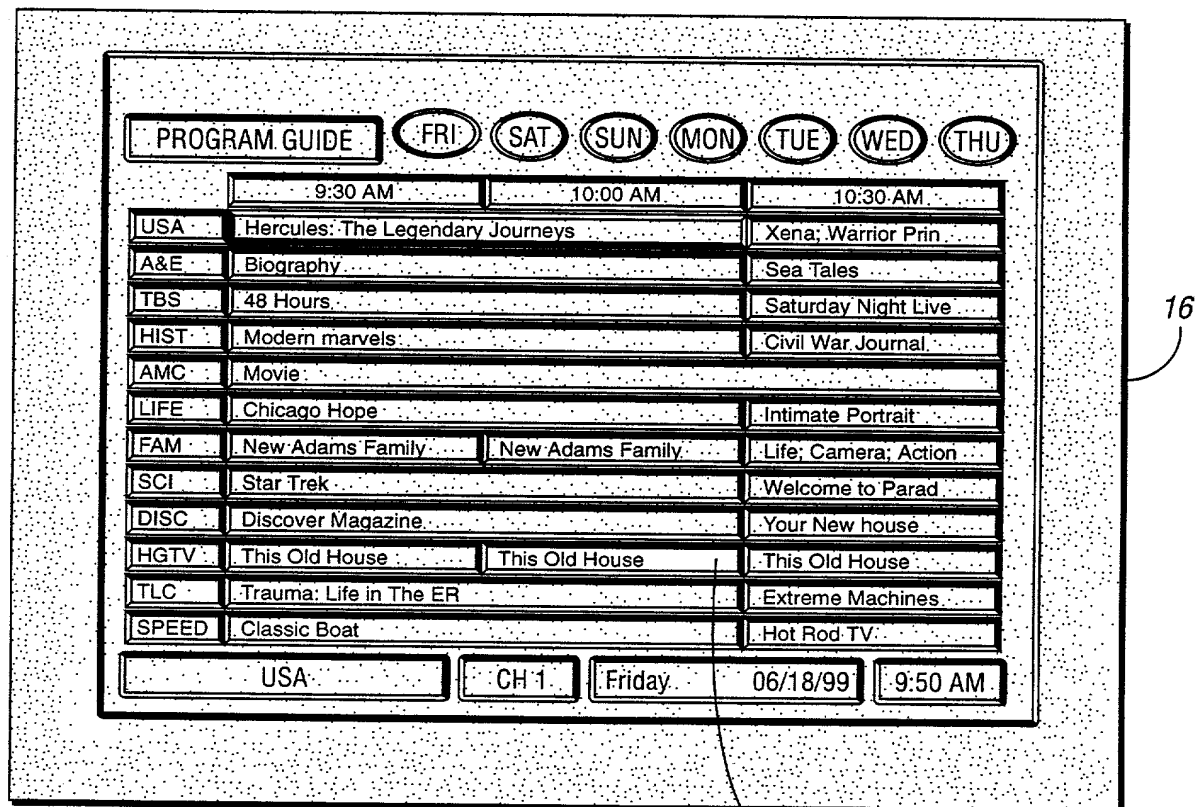 PROGRAM GUIDE FRI SAT SUN MON TUE WED THU
9:30 AM 10:00 AM 10:30 AM
USA Hercules: The Legendary Journeys Xena; Warrior Prin
A&E Biography Sea Tales
TBS 48 Hours Saturday Night Live
HIST Modern marvels Civil War Journal
AMC Movie
LIFE Chicago Hope Intimate Portrait
FAM New Adams Family New Adams Family Life; Camera; Action
SCI Star Trek Welcome to Parad
DISC Discover Magazine Your New house
HGTV This Old House This Old House This Old House
TLC Trauma: Life in The ER Extreme Machines
SPEED Classic Boat Hot Rod TV
USA CH 1 Friday 06/18/99 9:50 AM
16